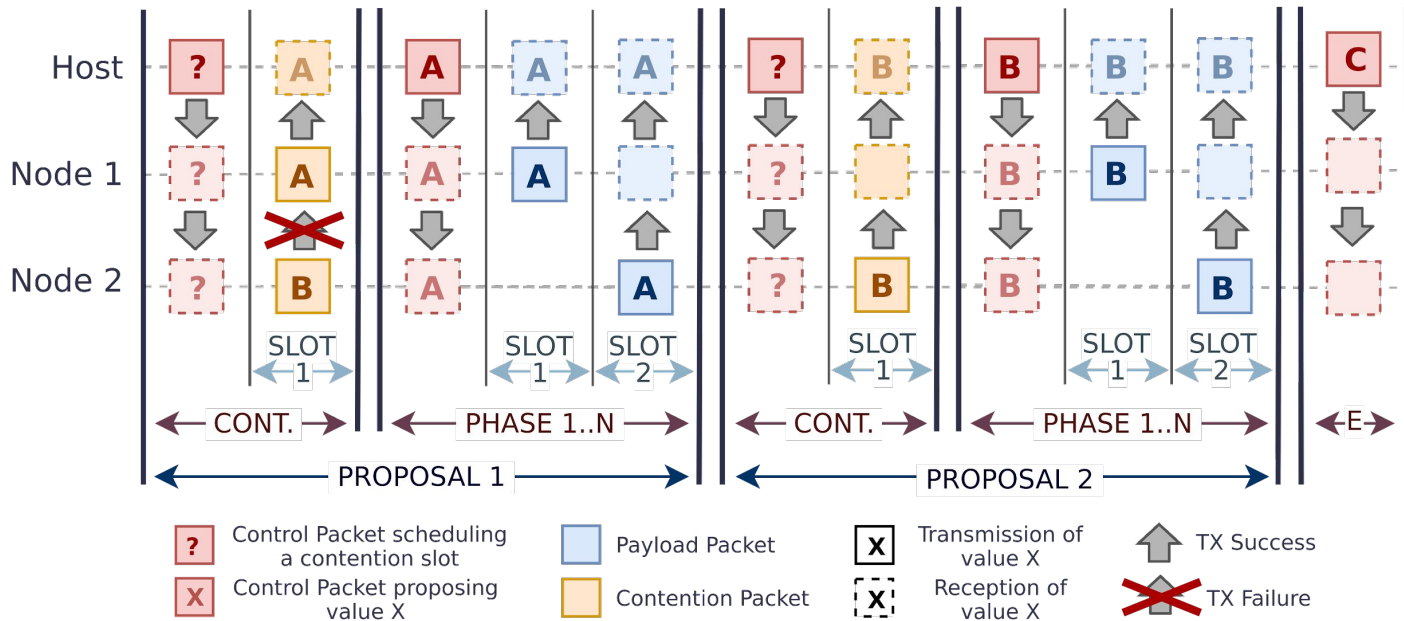 Host
? A A A A ? B B B B C
Node 1
? A A A ? B B
Node 2
? B A A ? B B B
SLOT 1
SLOT 1
SLOT 2
SLOT 1
SLOT 1
SLOT 2
CONT.
PHASE 1..N
CONT.
PHASE 1..N
E
PROPOSAL 1
PROPOSAL 2
? Control Packet scheduling
a contention slot
X Control Packet proposing
value X
Payload Packet
Contention Packet
X Transmission of
value X
X Reception of
value X
TX Success
TX Failure